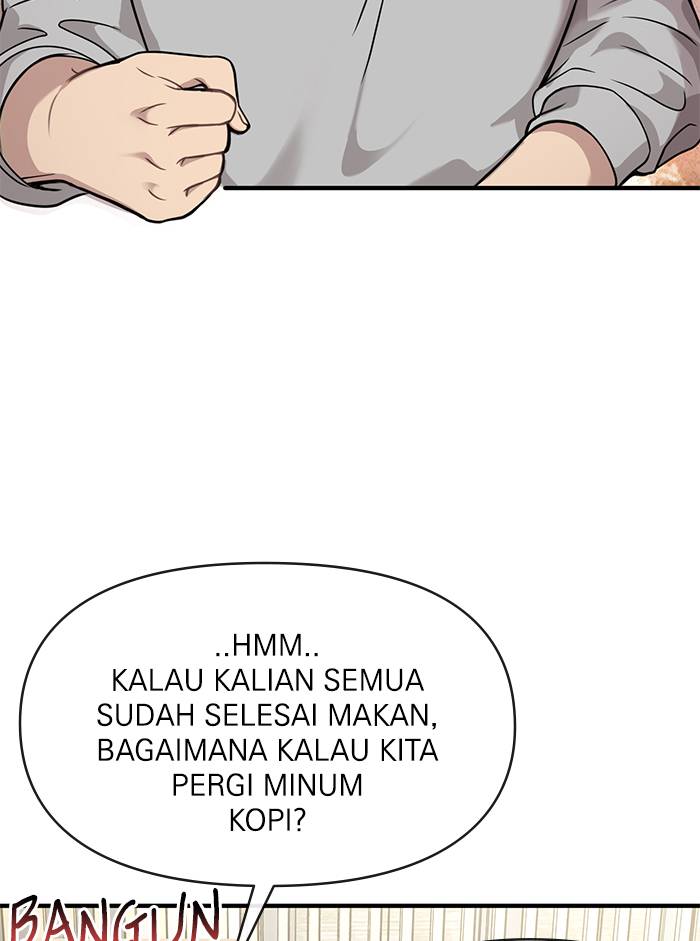 ..HMM..
KALAU KALIAN SEMUA
SUDAH SELESAI MAKAN,
BAGAIMANA KALAU KITA
PERGI MINUM
KOPI?
BANGUN